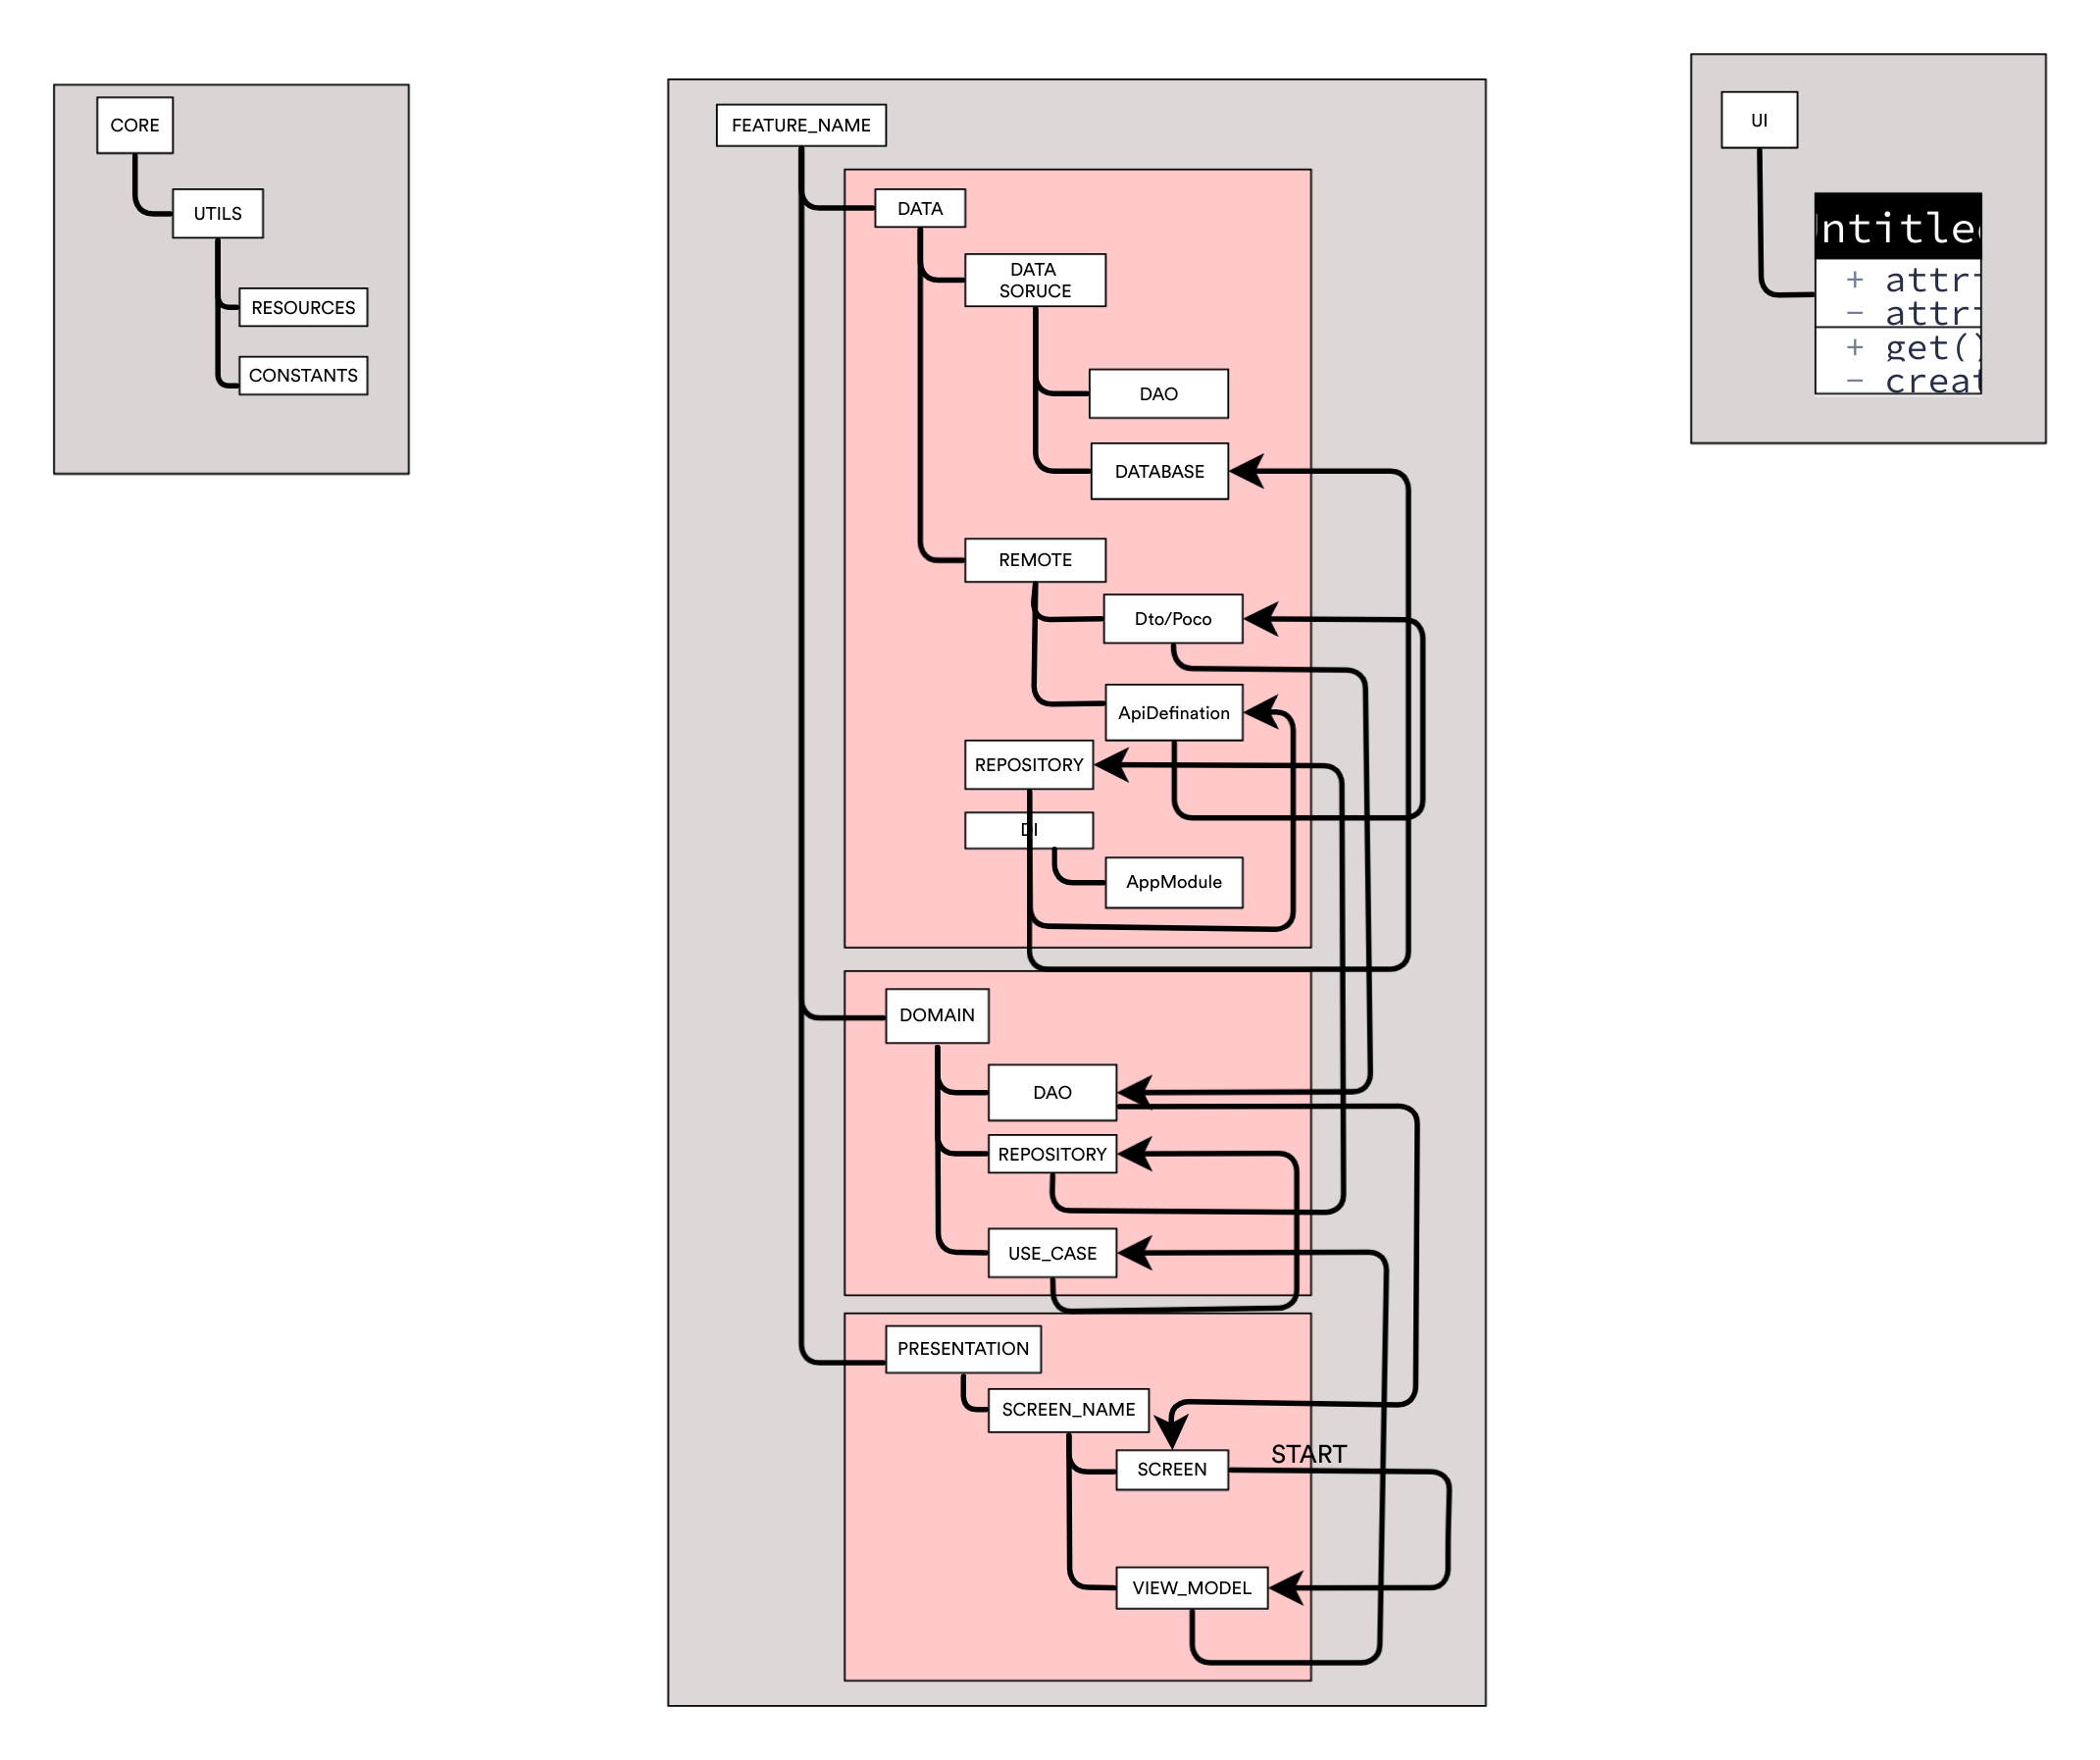 CORE
UTILS
RESOURCES
CONSTANTS
FEATURE_NAME
DATA
DATA
SORUCE
DAO
DATABASE
REMOTE
Dto/Poco
ApiDefination
REPOSITORY
DI
AppModule
DOMAIN
DAO
REPOSITORY
USE_CASE
PRESENTATION
SCREEN_NAME
START
SCREEN
VIEW_MODEL
UI
ntitle
+ attr
- attr
+ get()
- creat